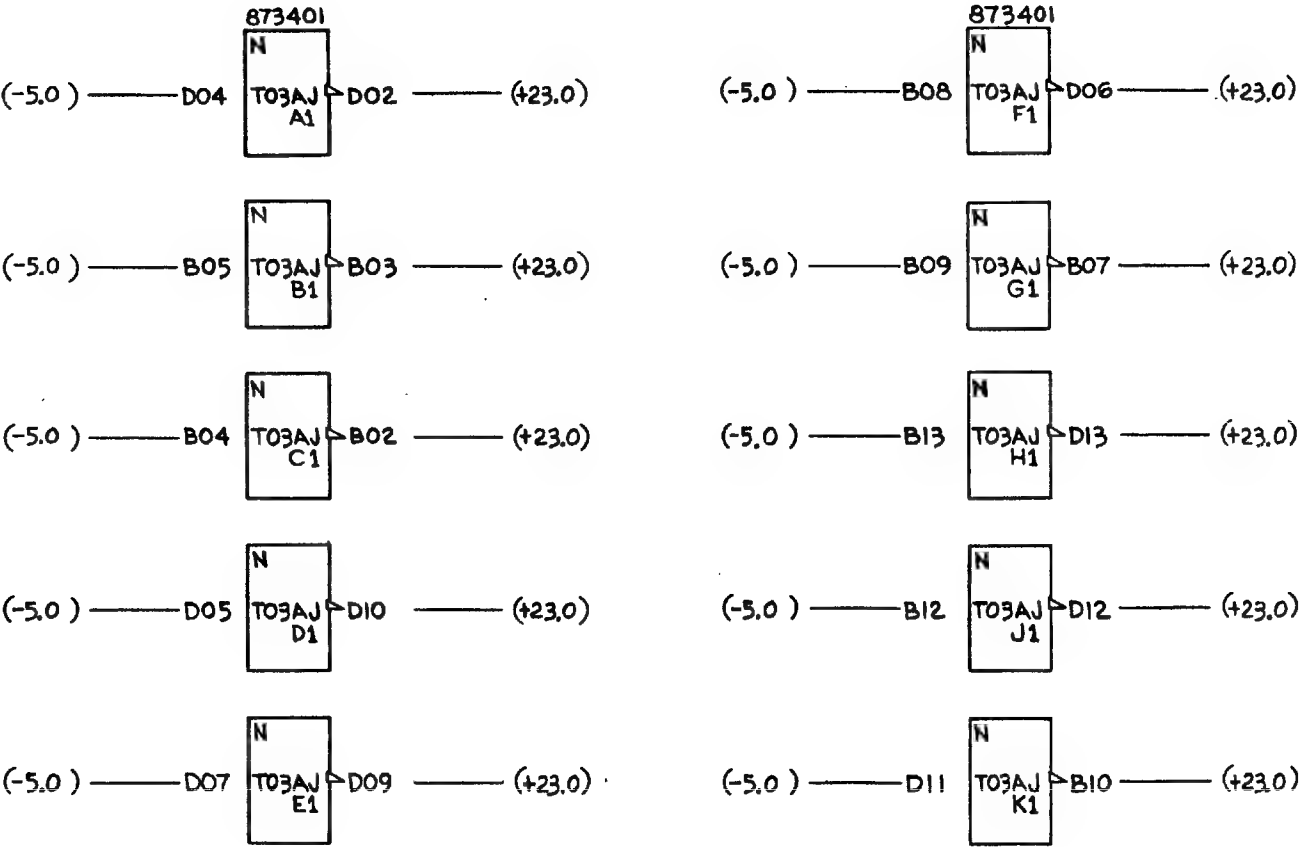 873401
N
(-5.0 ) D04 T03AJ D02 (+23.0)
A1
N
(-5.0 ) B05 T03AJ B03 (+23.0)
B1
N
(-5.0 ) B04 T03AJ B02 (+23.0)
C1
N
(-5.0 ) D05 T03AJ D10 (+23.0)
D1
N
(-5.0 ) D07 T03AJ D09 (+23.0)
E1
873401
N
(-5.0 ) B08 T03AJ D06 (+23.0)
F1
N
(-5.0 ) B09 T03AJ B07 (+23.0)
G1
N
(-5.0 ) B13 T03AJ D13 (+23.0)
H1
N
(-5.0 ) B12 T03AJ D12 (+23.0)
J1
N
(-5.0 ) D11 T03AJ B10 (+23.0)
K1